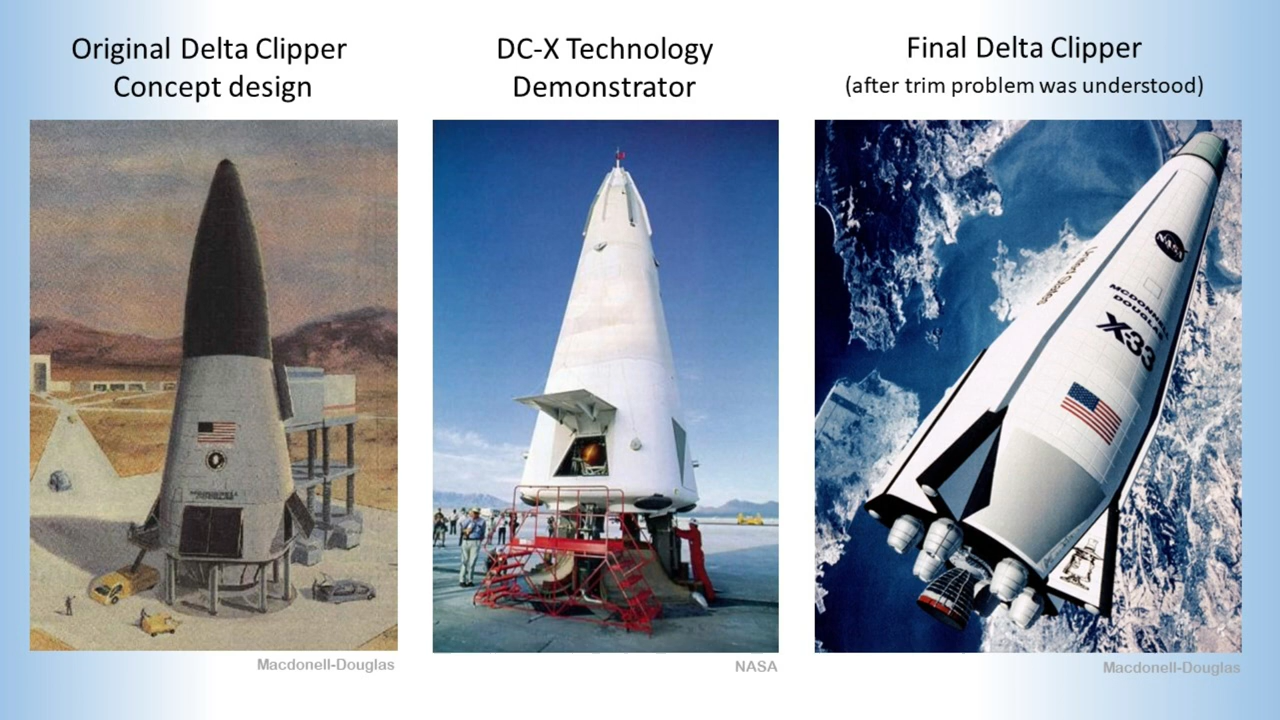 Original Delta Clipper
Concept design
DC-X Technology
Demonstrator
Final Delta Clipper
(after trim problem was understood)
NASA
MCDONNELL
DOUGLAS
X33
Macdonell-Douglas
NASA
Macdonell-Douglas